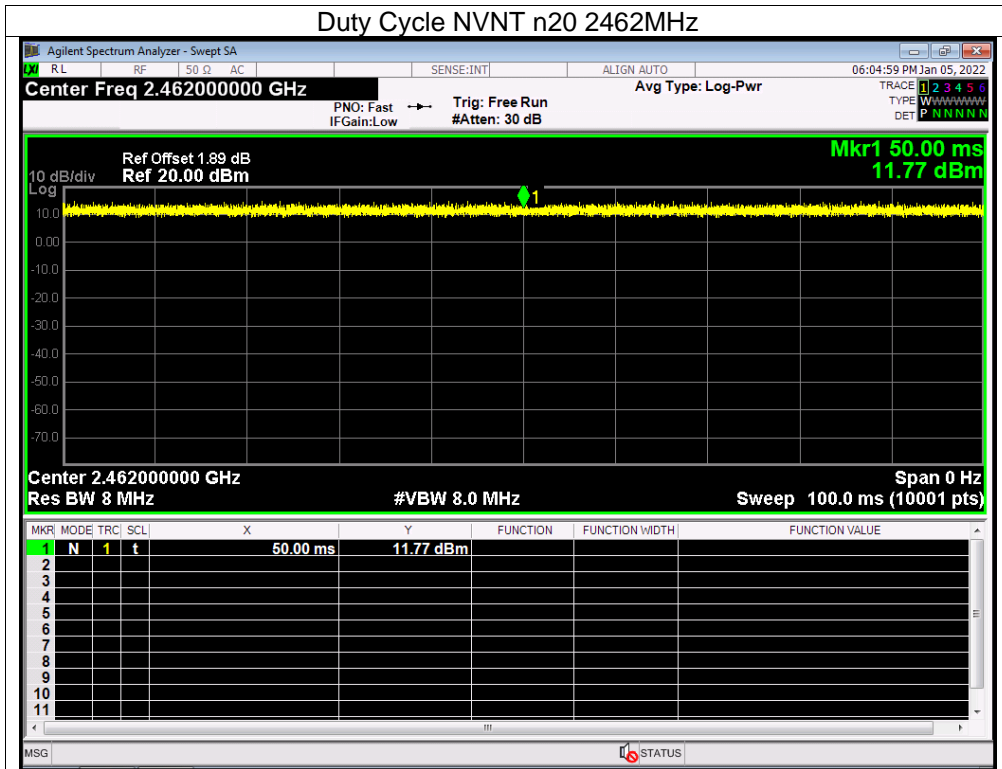 Duty Cycle NVNT n20 2462MHz
Agilent Spectrum Analyzer - Swept SA
LXI RL RF 50 Ω AC SENSE:INT ALIGN AUTO 06:04:59 PM Jan 05, 2022
Center Freq 2.462000000 GHz Avg Type: Log-Pwr TRACE 1 2 3 4 5 6
PNO: Fast Trig: Free Run TYPE WWWWWW
IFGain:Low #Atten: 30 dB DET P N N N N N
Mkr1 50.00 ms
11.77 dBm
Ref Offset 1.89 dB
10 dB/div Ref 20.00 dBm
Log
1
10.0
0.00
-10.0
-20.0
-30.0
-40.0
-50.0
-60.0
-70.0
Center 2.462000000 GHz Span 0 Hz
Res BW 8 MHz #VBW 8.0 MHz Sweep 100.0 ms (10001 pts)
MKR MODE TRC SCL X Y FUNCTION FUNCTION WIDTH FUNCTION VALUE
1 N 1 t 50.00 ms 11.77 dBm
2
3
4
5
6
7
8
9
10
11
MSG STATUS